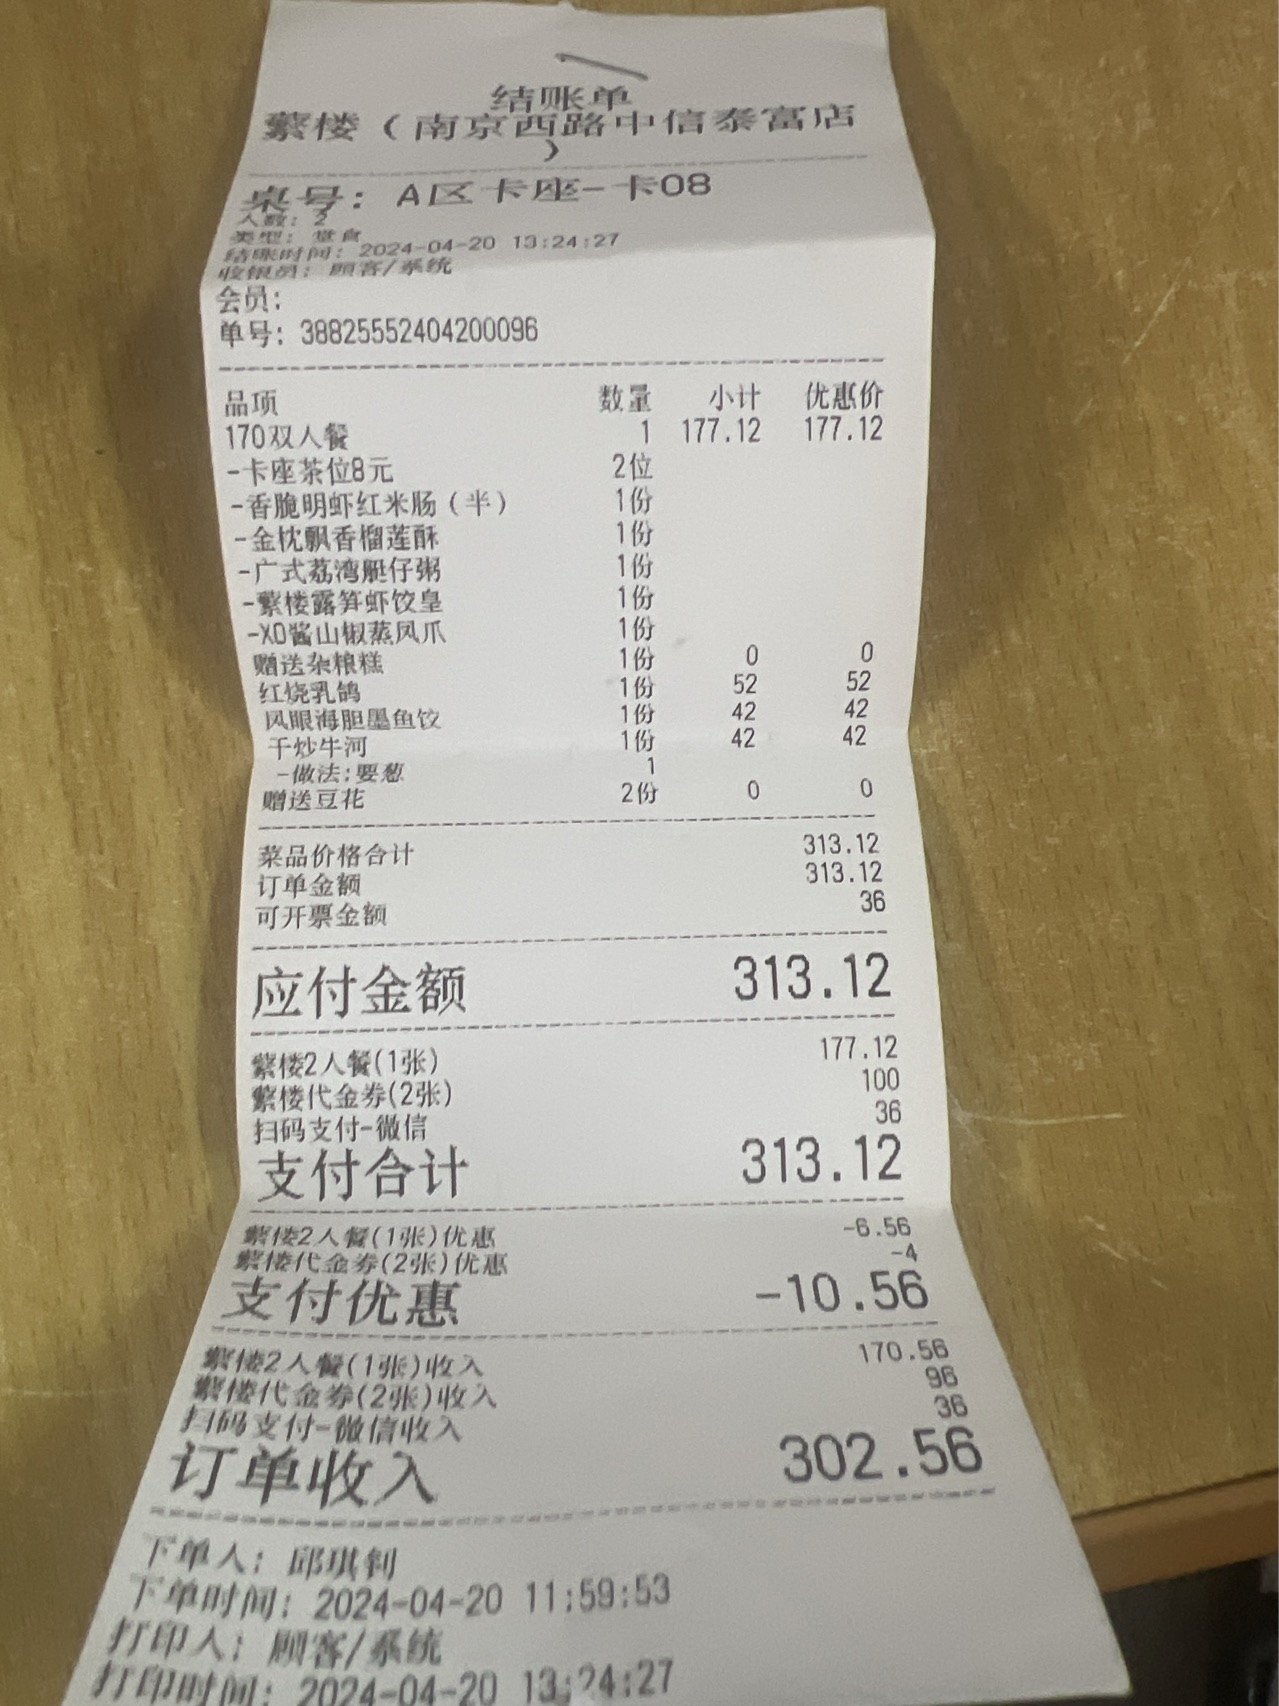 结账单
蘩楼（南京西路中信泰富店
）
桌号: A区卡座-卡08
人数: 2
类型: 堂食
结账时间: 2024-04-20 13:24:27
收银员: 顾客/系统
会员:
单号: 38825552404200096
品项 数量 小计 优惠价
170双人餐 1 177.12 177.12
-卡座茶位8元 2位
-香脆明虾红米肠（半） 1份
-金枕飘香榴莲酥 1份
-广式荔湾艇仔粥 1份
-蘩楼露笋虾饺皇 1份
-XO酱山椒蒸凤爪 1份
赠送杂粮糕 1份 0 0
红烧乳鸽 1份 52 52
凤眼海胆墨鱼饺 1份 42 42
干炒牛河 1份 42 42
-做法:要葱 1
赠送豆花 2份 0 0
菜品价格合计 313.12
订单金额 313.12
可开票金额 36
应付金额 313.12
蘩楼2人餐(1张) 177.12
蘩楼代金券(2张) 100
扫码支付-微信 36
支付合计 313.12
蘩楼2人餐(1张)优惠 -6.56
蘩楼代金券(2张)优惠 -4
支付优惠 -10.56
蘩楼2人餐(1张)收入 170.56
蘩楼代金券(2张)收入 96
扫码支付-微信收入 36
订单收入 302.56
下单人: 邱琪钊
下单时间: 2024-04-20 11:59:53
打印人: 顾客/系统
打印时间: 2024-04-20 13:24:27